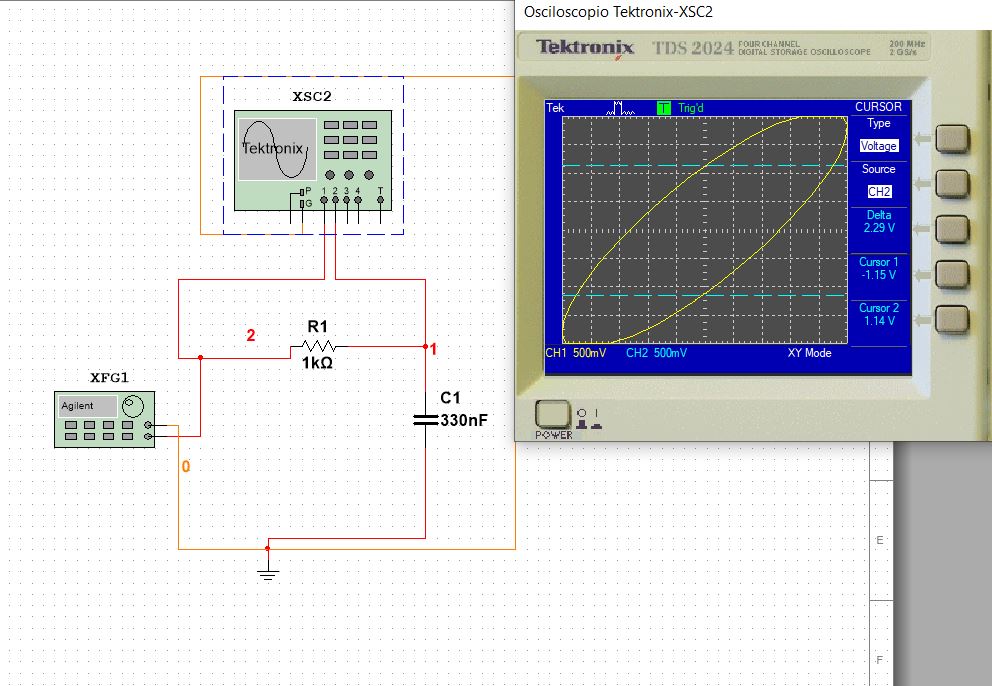 Osciloscopio Tektronix-XSC2
Tektronix TDS 2024 FOUR CHANNEL DIGITAL STORAGE OSCILLOSCOPE 200 MHz 2 GS/s
Tek T Trig'd CURSOR
Type
Voltage
Source
CH2
Delta
2.29 V
Cursor 1
-1.15 V
Cursor 2
1.14 V
CH1 500mV CH2 500mV XY Mode
POWER
XSC2
Tektronix
P
G
1 2 3 4 T
2
R1
1kΩ
1
XFG1
Agilent
C1
330nF
0
E
F